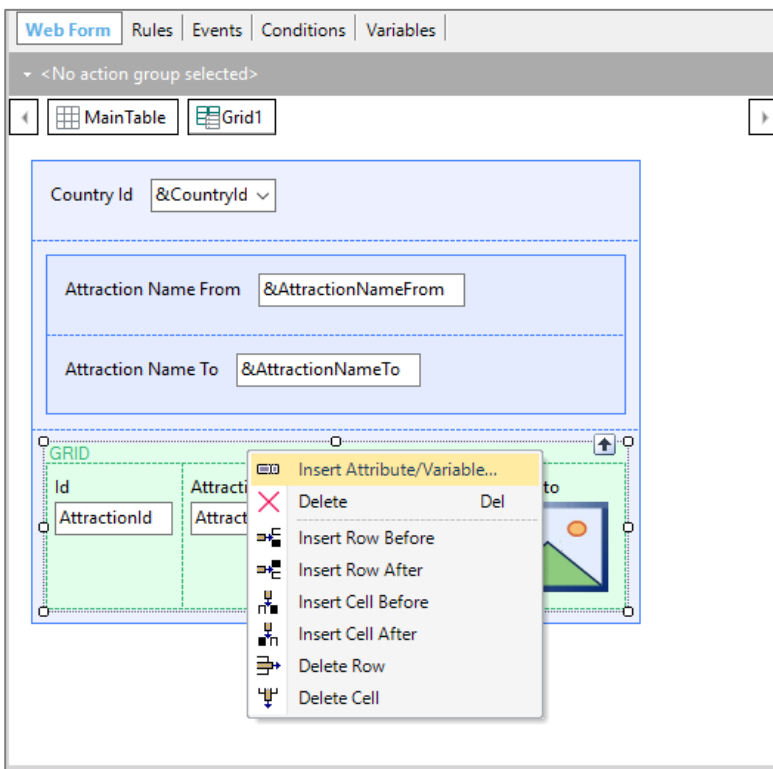 Web Form Rules Events Conditions Variables
<No action group selected>
MainTable Grid1
Country Id &CountryId
Attraction Name From &AttractionNameFrom
Attraction Name To &AttractionNameTo
GRID
Insert Attribute/Variable...
Id
Delete Del
AttractionId
Insert Row Before
Insert Row After
Insert Cell Before
Insert Cell After
Delete Row
Delete Cell